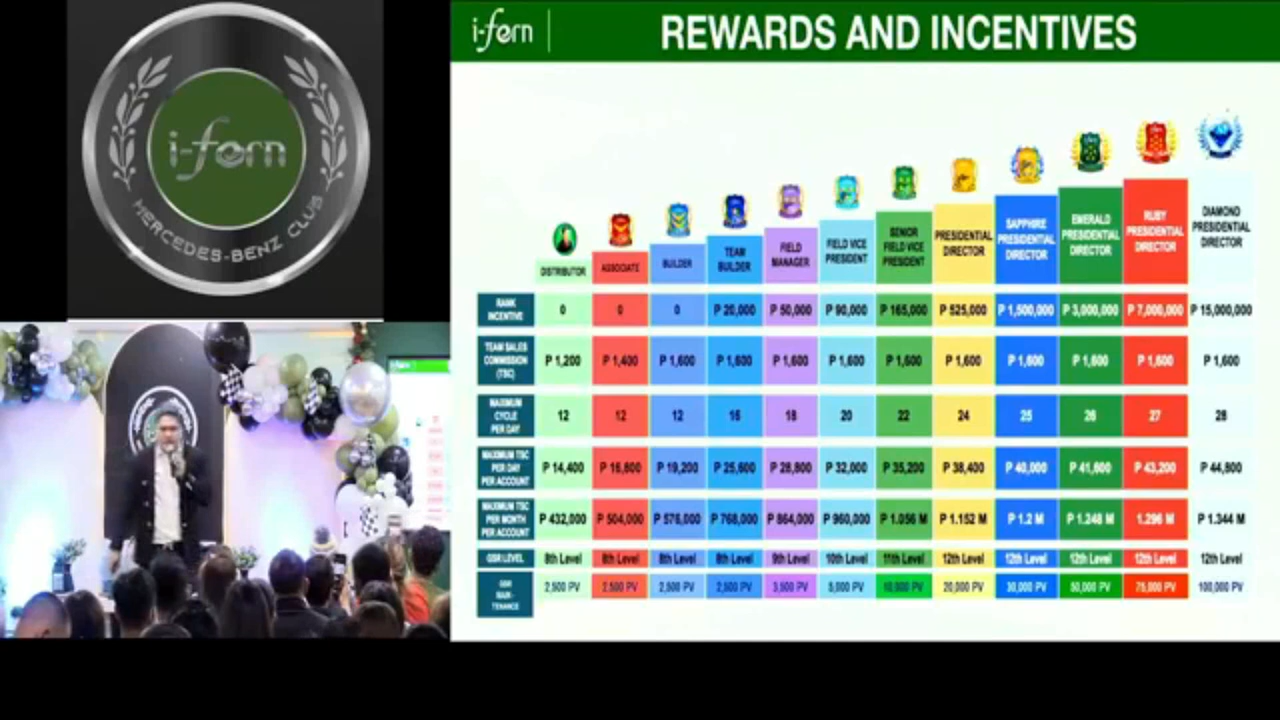 i-fern
MERCEDES-BENZ CLUB
i-fern
REWARDS AND INCENTIVES
DISTRIBUTOR
ASSOCIATE
BUILDER
TEAM
BUILDER
FIELD
MANAGER
FIELD VICE
PRESIDENT
SENIOR
FIELD VICE
PRESIDENT
PRESIDENTIAL
DIRECTOR
SAPPHIRE
PRESIDENTIAL
DIRECTOR
EMERALD
PRESIDENTIAL
DIRECTOR
RUBY
PRESIDENTIAL
DIRECTOR
DIAMOND
PRESIDENTIAL
DIRECTOR
RANK
INCENTIVE
0 0 0 P 20,000 P 50,000 P 90,000 P 165,000 P 525,000 P 1,500,000 P 3,000,000 P 7,000,000 P 15,000,000
TEAM SALES
COMMISSION
(TSC)
P 1,200 P 1,400 P 1,600 P 1,600 P 1,600 P 1,600 P 1,600 P 1,600 P 1,600 P 1,600 P 1,600 P 1,600
MAXIMUM
CYCLE
PER DAY
12 12 12 16 18 20 22 24 25 26 27 28
MAXIMUM TSC
PER DAY
PER ACCOUNT
P 14,400 P 16,800 P 19,200 P 25,600 P 28,800 P 32,000 P 35,200 P 38,400 P 40,000 P 41,600 P 43,200 P 44,800
MAXIMUM TSC
PER MONTH
PER ACCOUNT
P 432,000 P 504,000 P 576,000 P 768,000 P 864,000 P 960,000 P 1.056 M P 1.152 M P 1.2 M P 1.248 M 1.296 M P 1.344 M
GSR LEVEL
8th Level 8th Level 8th Level 8th Level 9th Level 10th Level 11th Level 12th Level 12th Level 12th Level 12th Level 12th Level
GSR
MAIN-
TENANCE
2,500 PV 2,500 PV 2,500 PV 2,500 PV 3,500 PV 5,000 PV 10,000 PV 20,000 PV 30,000 PV 50,000 PV 75,000 PV 100,000 PV